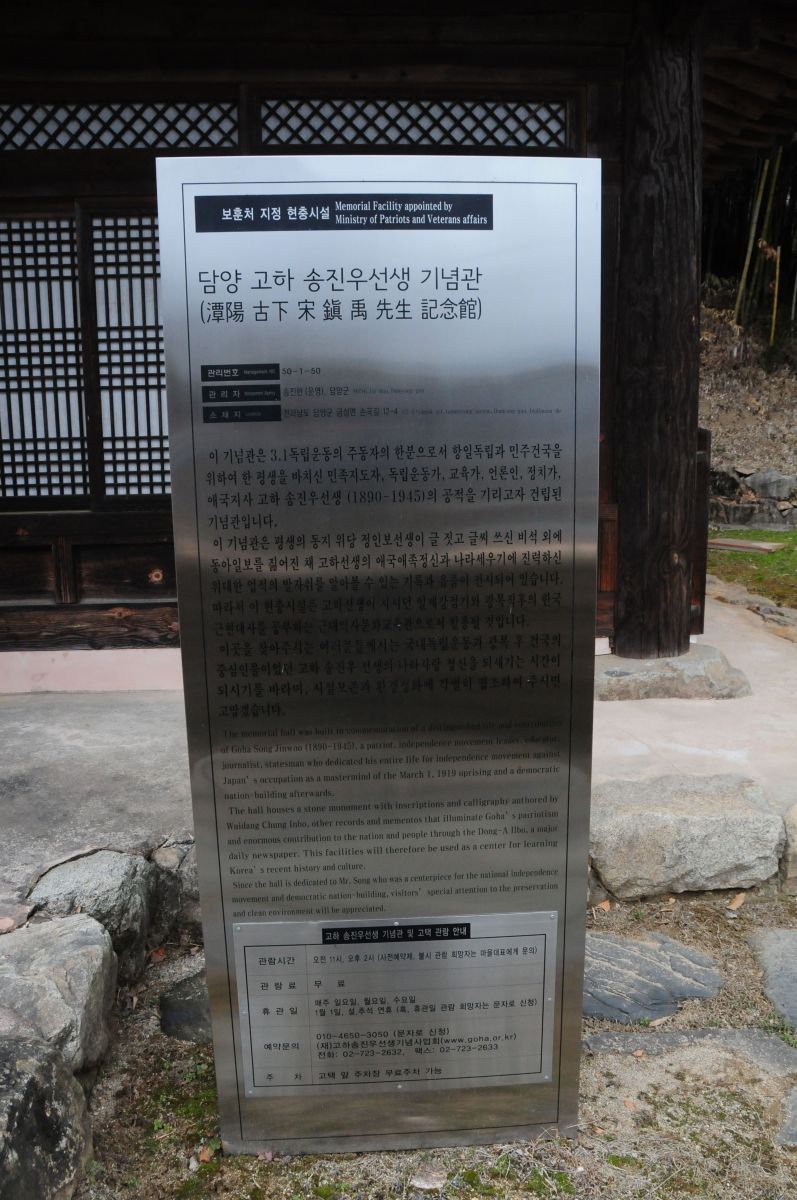 보훈처 지정 현충시설 Memorial Facility appointed by
Ministry of Patriots and Veterans affairs
담양 고하 송진우선생 기념관
(潭陽 古下 宋 鎭 禹 先生 記念館)
관리번호 Management NO. 50-1-50
관 리 자 Management Agency 송진한 (운영), 담양군
소 재 지 Location 전라남도 담양군 금성면 손곡길 12-4
이 기념관은 3.1독립운동의 주동자의 한분으로서 항일독립과 민주건국을
위하여 한 평생을 바치신 민족지도자, 독립운동가, 교육가, 언론인, 정치가,
애국지사 고하 송진우선생 (1890-1945)의 공적을 기리고자 건립된
기념관입니다.
이 기념관은 평생의 동지 위당 정인보선생이 글 짓고 글씨 쓰신 비석 외에
동아일보를 짊어진 채 고하선생의 애국애족정신과 나라세우기에 진력하신
위대한 업적의 발자취를 알아볼 수 있는 기록과 유품이 전시되어 있습니다.
따라서 이 현충시설은 고하선생이 사시던 일제강점기와 광복직후의 한국
근현대사를 공부하는 근대역사문화교육관으로서 활용될 것입니다.
이곳을 찾아주시는 여러분들께서는 국내독립운동과 광복 후 건국의
중심인물이었던 고하 송진우 선생의 나라사랑 정신을 되새기는 시간이
되시기를 바라며, 시설보존과 환경정화에 각별히 협조하여 주시면
고맙겠습니다.
The memorial hall was built in commemoration of a distinguished life and contribution
of Goha Song Jinwoo (1890-1945), a patriot, independence movement leader, educator,
journalist, statesman who dedicated his entire life for independence movement against
Japan's occupation as a mastermind of the March 1, 1919 uprising and a democratic
nation-building afterwards.
The hall houses a stone monument with inscriptions and calligraphy authored by
Waidang Chung Inbo, other records and mementos that illuminate Goha's patriotism
and enormous contribution to the nation and people through the Dong-A Ilbo, a major
daily newspaper. This facilities will therefore be used as a center for learning
Korea's recent history and culture.
Since the hall is dedicated to Mr. Song who was a centerpiece for the national independence
movement and democratic nation-building, visitors' special attention to the preservation
and clean environment will be appreciated.
고하 송진우선생 기념관 및 고택 관람 안내
관람시간 오전 11시, 오후 2시 (사전예약제, 불시 관람 희망자는 마을대표에게 문의)
관 람 료 무 료
휴 관 일 매주 일요일, 월요일, 수요일
1월 1일, 설,추석 연휴 (혹, 휴관일 관람 희망자는 문자로 신청)
예약문의 010-4650-3050 (문자로 신청)
(재)고하송진우선생기념사업회(www.goha.or.kr)
전화: 02-723-2632, 팩스: 02-723-2633
주 차 고택 앞 주차장 무료주차 가능